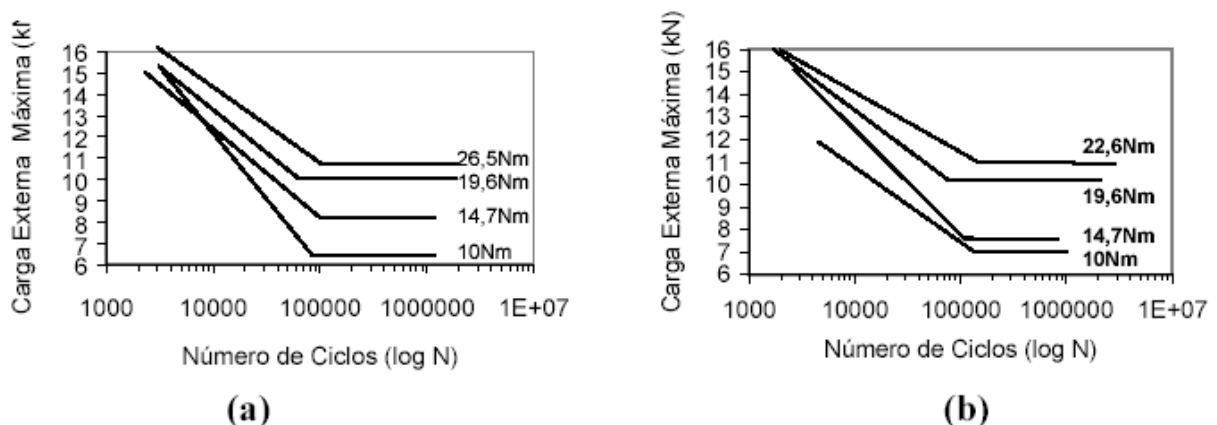 Carga Externa Máxima (kN
16
15
14
13
12
11
10
9
8
7
6
26,5Nm
19,6Nm
14,7Nm
10Nm
1000 10000 100000 1000000 1E+07
Número de Ciclos (log N)
(a)
Carga Externa Máxima (kN)
16
15
14
13
12
11
10
9
8
7
6
22,6Nm
19,6Nm
14,7Nm
10Nm
1000 10000 100000 1000000 1E+07
Número de Ciclos (log N)
(b)